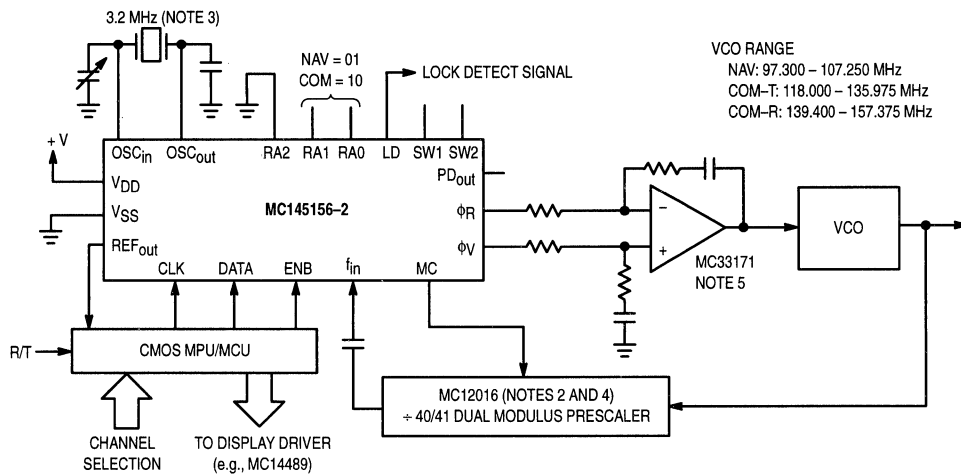 3.2 MHz (NOTE 3)
VCO RANGE
NAV: 97.300 – 107.250 MHz
COM–T: 118.000 – 135.975 MHz
COM–R: 139.400 – 157.375 MHz
NAV = 01
COM = 10
LOCK DETECT SIGNAL
+ V
OSCin
OSCout
RA2
RA1
RA0
LD
SW1
SW2
PDout
VDD
MC145156–2
VSS
ϕR
ϕV
REFout
CLK
DATA
ENB
fin
MC
–
+
MC33171
NOTE 5
VCO
R/T
CMOS MPU/MCU
MC12016 (NOTES 2 AND 4)
÷ 40/41 DUAL MODULUS PRESCALER
CHANNEL
SELECTION
TO DISPLAY DRIVER
(e.g., MC14489)